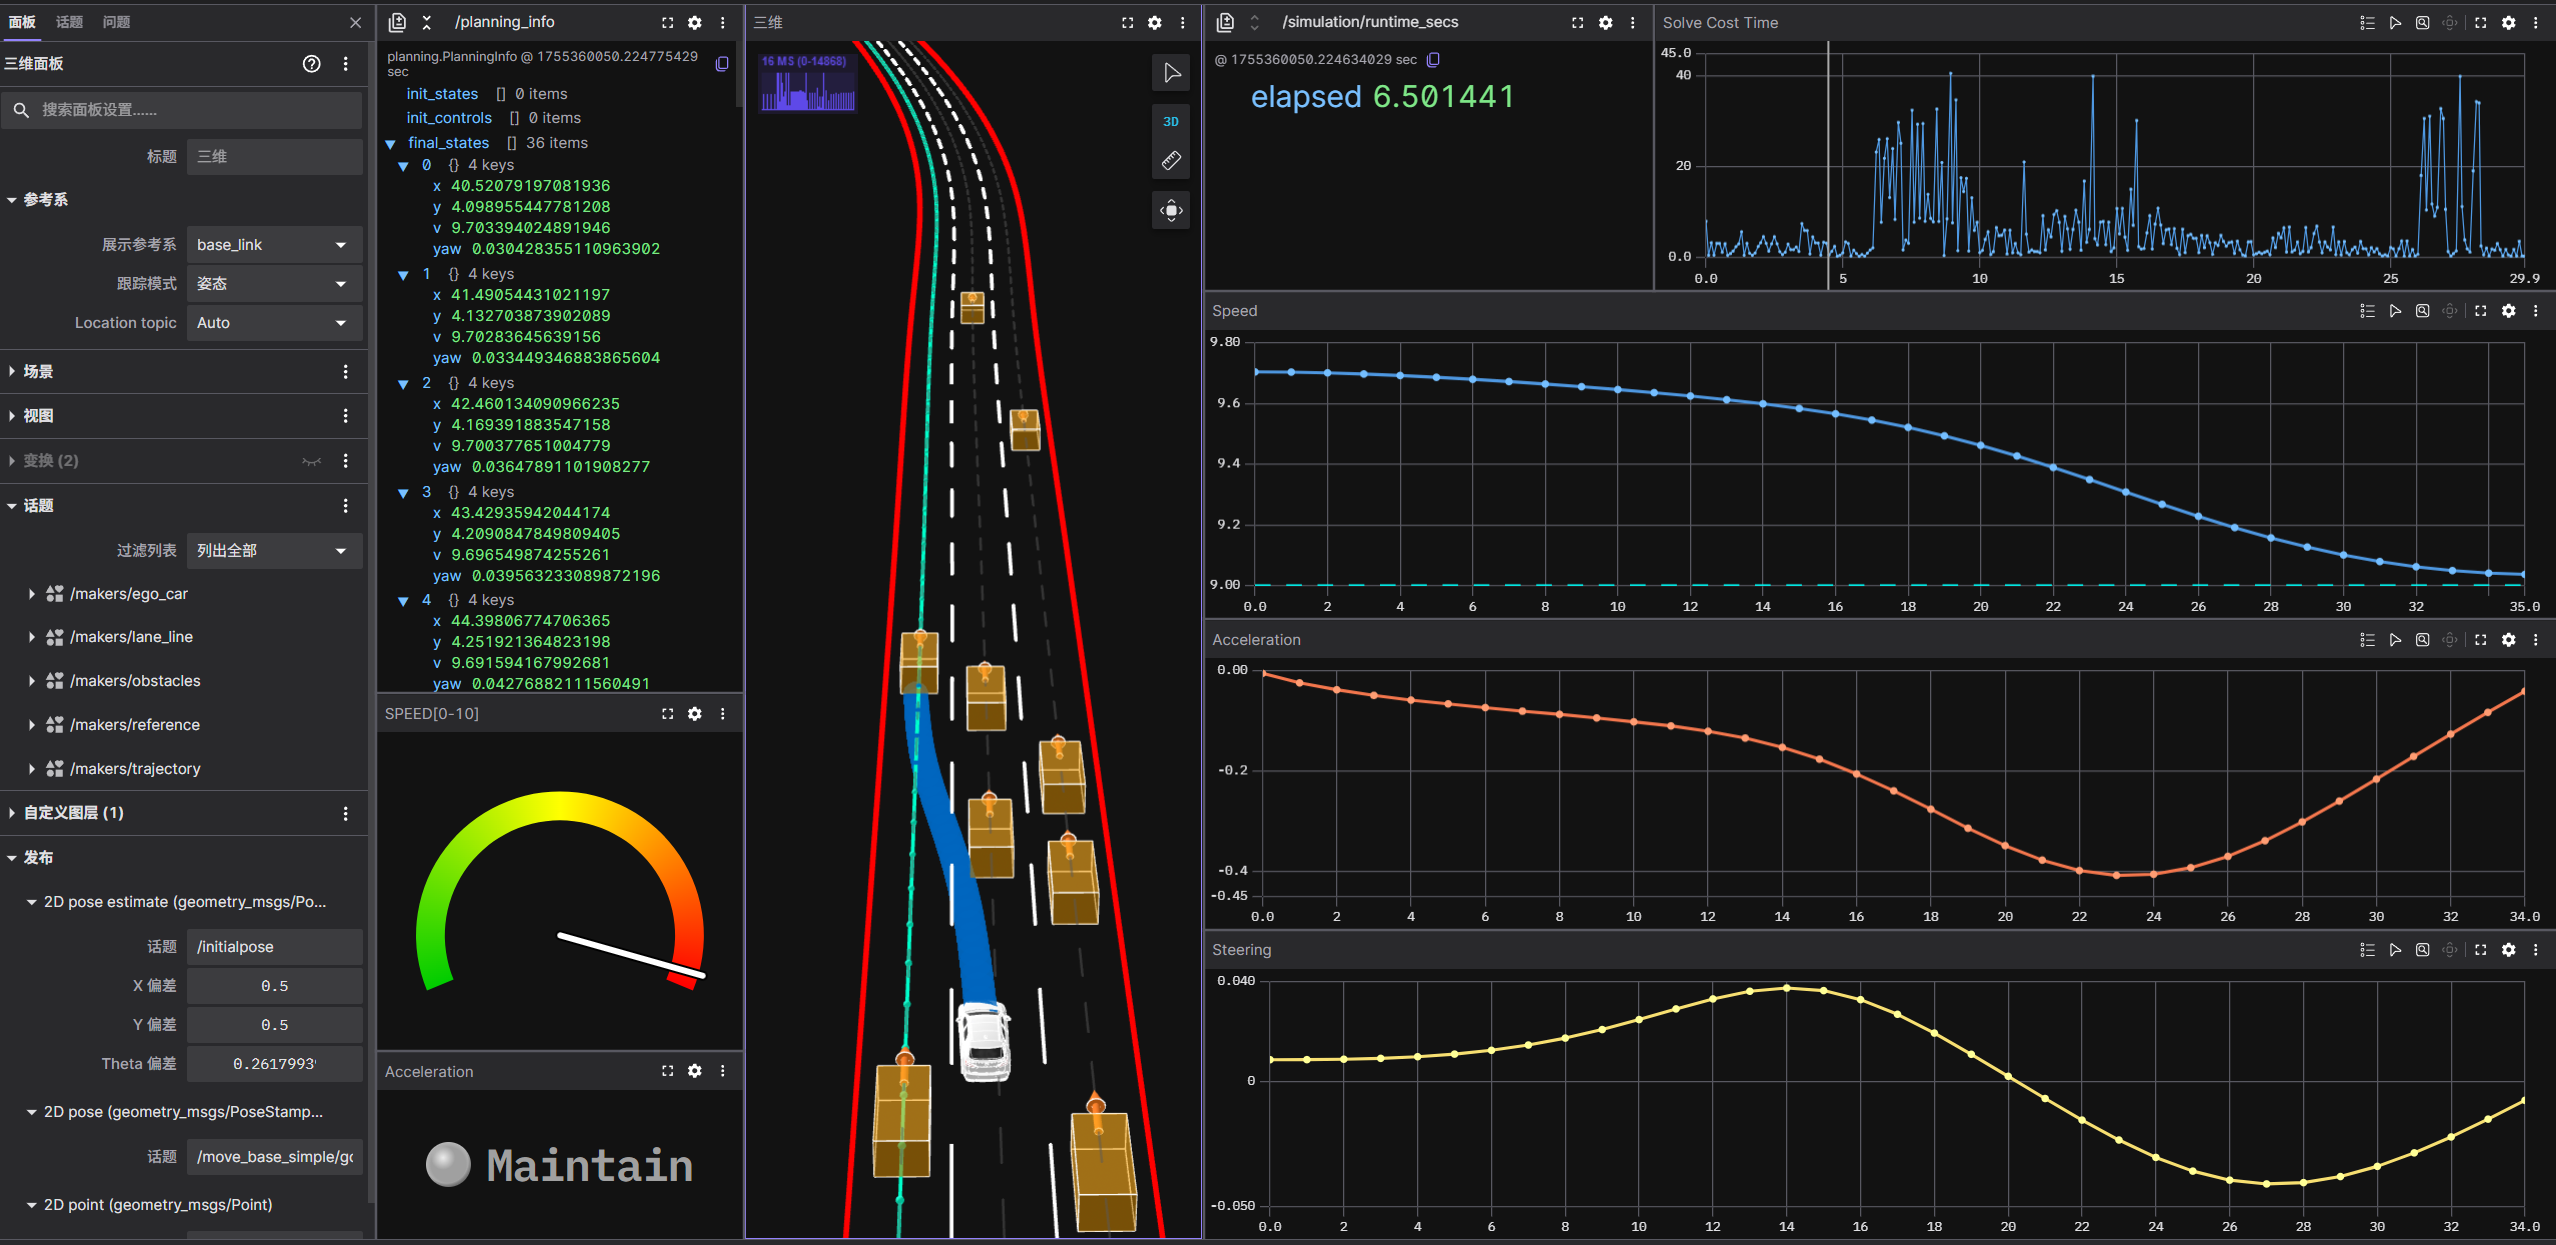 面板 话题 问题
三维面板
搜索面板设置......
标题 三维
参考系
展示参考系 base_link
跟踪模式 姿态
Location topic Auto
场景
视图
变换 (2)
话题
过滤列表 列出全部
/makers/ego_car
/makers/lane_line
/makers/obstacles
/makers/reference
/makers/trajectory
自定义图层 (1)
发布
2D pose estimate (geometry_msgs/Po...
话题 /initialpose
X 偏差 0.5
Y 偏差 0.5
Theta 偏差 0.2617993
2D pose (geometry_msgs/PoseStamp...
话题 /move_base_simple/go
2D point (geometry_msgs/Point)
/planning_info
planning.PlanningInfo @ 1755360050.224775429
sec
init_states [] 0 items
init_controls [] 0 items
final_states [] 36 items
0 {} 4 keys
x 40.52079197081936
y 4.098955447781208
v 9.703394024891946
yaw 0.030428355110963902
1 {} 4 keys
x 41.49054431021197
y 4.132703873902089
v 9.70283645639156
yaw 0.033449346883865604
2 {} 4 keys
x 42.460134090966235
y 4.169391883547158
v 9.700377651004779
yaw 0.03647891101908277
3 {} 4 keys
x 43.42935942044174
y 4.2090847849809405
v 9.696549874255261
yaw 0.039563233089872196
4 {} 4 keys
x 44.39806774706365
y 4.251921364823198
v 9.691594167992681
yaw 0.04276882111560491
SPEED[0-10]
Acceleration
Maintain
三维
16 MS (0-14868)
3D
/simulation/runtime_secs
@ 1755360050.224634029 sec
elapsed 6.501441
Solve Cost Time
45.0
40
20
0.0
0.0 5 10 15 20 25 29.9
Speed
9.80
9.6
9.4
9.2
9.00
0.0 2 4 6 8 10 12 14 16 18 20 22 24 26 28 30 32 35.0
Acceleration
0.00
-0.2
-0.4
-0.45
0.0 2 4 6 8 10 12 14 16 18 20 22 24 26 28 30 32 34.0
Steering
0.040
0
-0.050
0.0 2 4 6 8 10 12 14 16 18 20 22 24 26 28 30 32 34.0